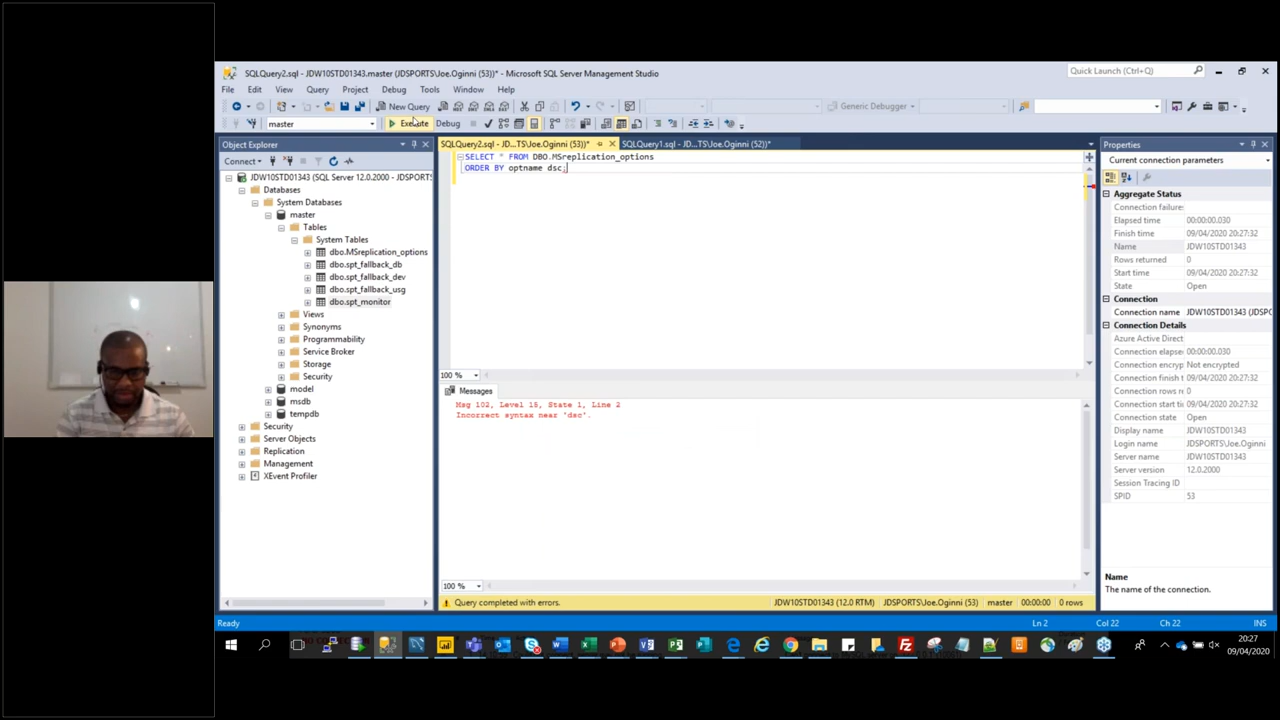 SQLQuery2.sql - JDW10STD01343.master (JDSPORTS\Joe.Oginni (53))* - Microsoft SQL Server Management Studio
Quick Launch (Ctrl+Q)
File Edit View Query Project Debug Tools Window Help
New Query
Generic Debugger
master
Execute
Debug
Object Explorer
Connect
JDW10STD01343 (SQL Server 12.0.2000 - JDSPORTS
Databases
System Databases
master
Tables
System Tables
dbo.MSreplication_options
dbo.spt_fallback_db
dbo.spt_fallback_dev
dbo.spt_fallback_usg
dbo.spt_monitor
Views
Synonyms
Programmability
Service Broker
Storage
Security
model
msdb
tempdb
Security
Server Objects
Replication
Management
XEvent Profiler
SQLQuery2.sql - JD...TS\Joe.Oginni (53))*
SQLQuery1.sql - JD...TS\Joe.Oginni (52))*
SELECT * FROM DBO.MSreplication_options
ORDER BY optname dsc;
100 %
Messages
Msg 102, Level 15, State 1, Line 2
Incorrect syntax near 'dsc'.
100 %
Query completed with errors.
JDW10STD01343 (12.0 RTM)
JDSPORTS\Joe.Oginni (53)
master
00:00:00
0 rows
Properties
Current connection parameters
Aggregate Status
Connection failure:
Elapsed time 00:00:00.030
Finish time 09/04/2020 20:27:32
Name JDW10STD01343
Rows returned 0
Start time 09/04/2020 20:27:32
State Open
Connection
Connection name JDW10STD01343 (JDSPO
Connection Details
Azure Active Direct
Connection elapse 00:00:00.030
Connection encryp Not encrypted
Connection finish t 09/04/2020 20:27:32
Connection rows r 0
Connection start tir 09/04/2020 20:27:32
Connection state Open
Display name JDW10STD01343
Login name JDSPORTS\Joe.Oginni
Server name JDW10STD01343
Server version 12.0.2000
Session Tracing ID
SPID 53
Name
The name of the connection.
Ready
Ln 2
Col 22
Ch 22
INS
20:27
09/04/2020